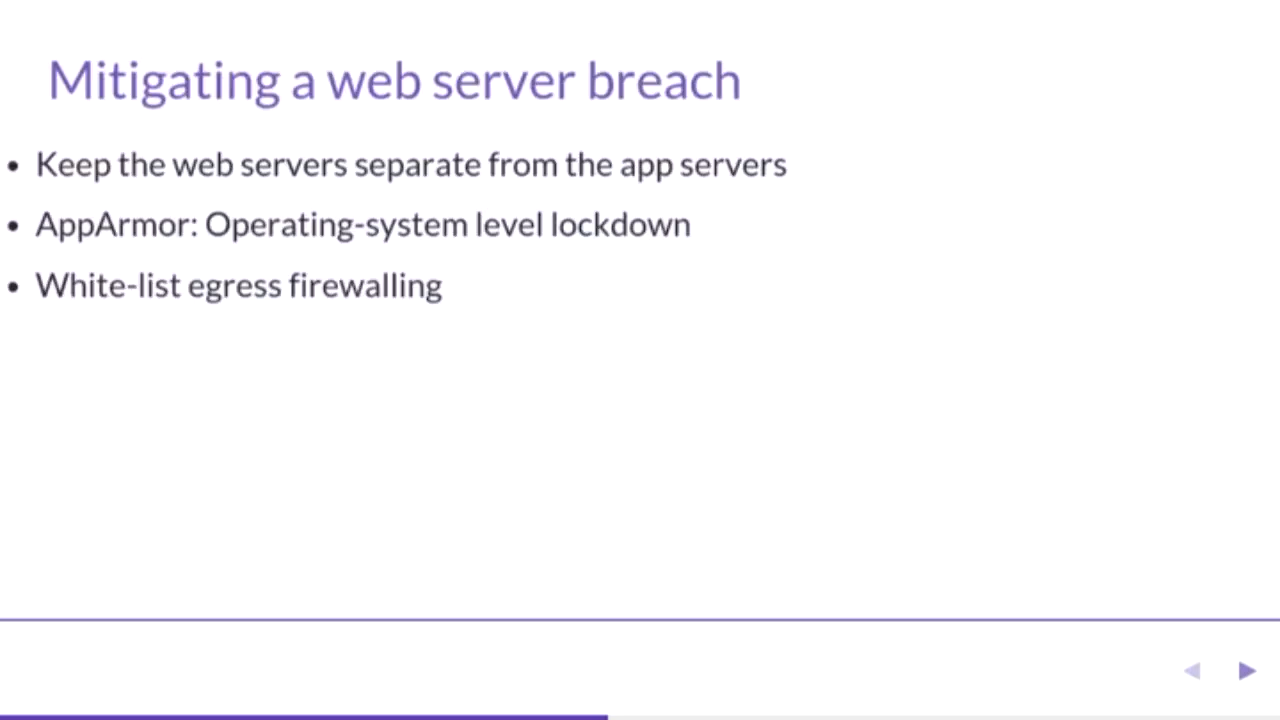 Mitigating a web server breach
• Keep the web servers separate from the app servers
• AppArmor: Operating-system level lockdown
• White-list egress firewalling